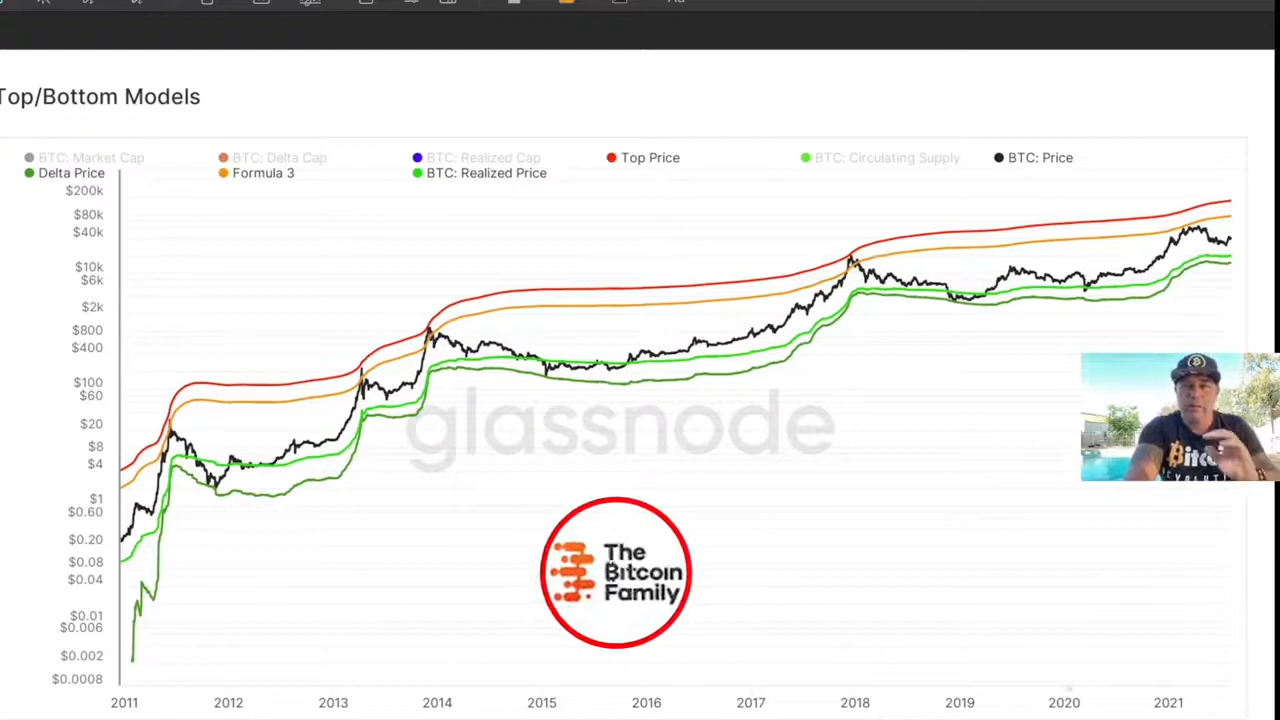 Top/Bottom Models
BTC: Market Cap BTC: Delta Cap BTC: Realized Cap Top Price BTC: Circulating Supply BTC: Price
Delta Price Formula 3 BTC: Realized Price
$200k
$80k
$40k
$10k
$6k
$2k
$800
$400
$100
$60
$20
$8
$4
$1
$0.60
$0.20
$0.08
$0.04
$0.01
$0.006
$0.002
$0.0008
glassnode
The
Bitcoin
Family
2011 2012 2013 2014 2015 2016 2017 2018 2019 2020 2021